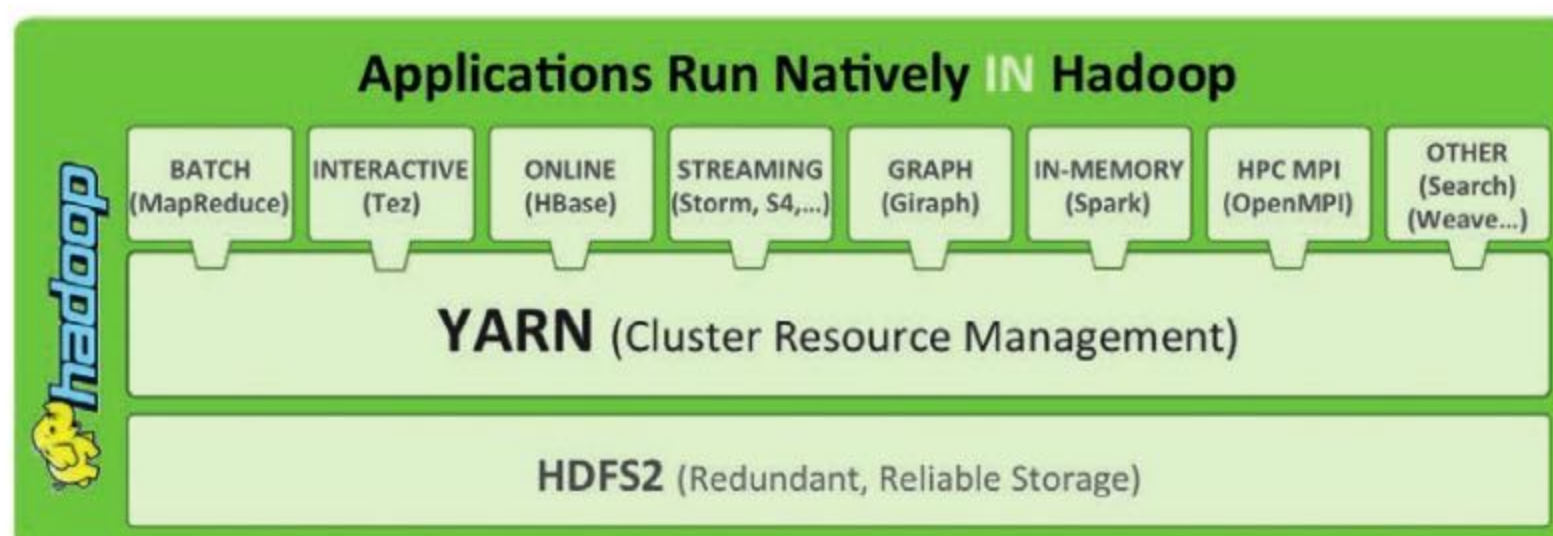 Applications Run Natively IN Hadoop
hadoop
BATCH
(MapReduce)
INTERACTIVE
(Tez)
ONLINE
(HBase)
STREAMING
(Storm, S4,...)
GRAPH
(Giraph)
IN-MEMORY
(Spark)
HPC MPI
(OpenMPI)
OTHER
(Search)
(Weave...)
YARN (Cluster Resource Management)
HDFS2 (Redundant, Reliable Storage)